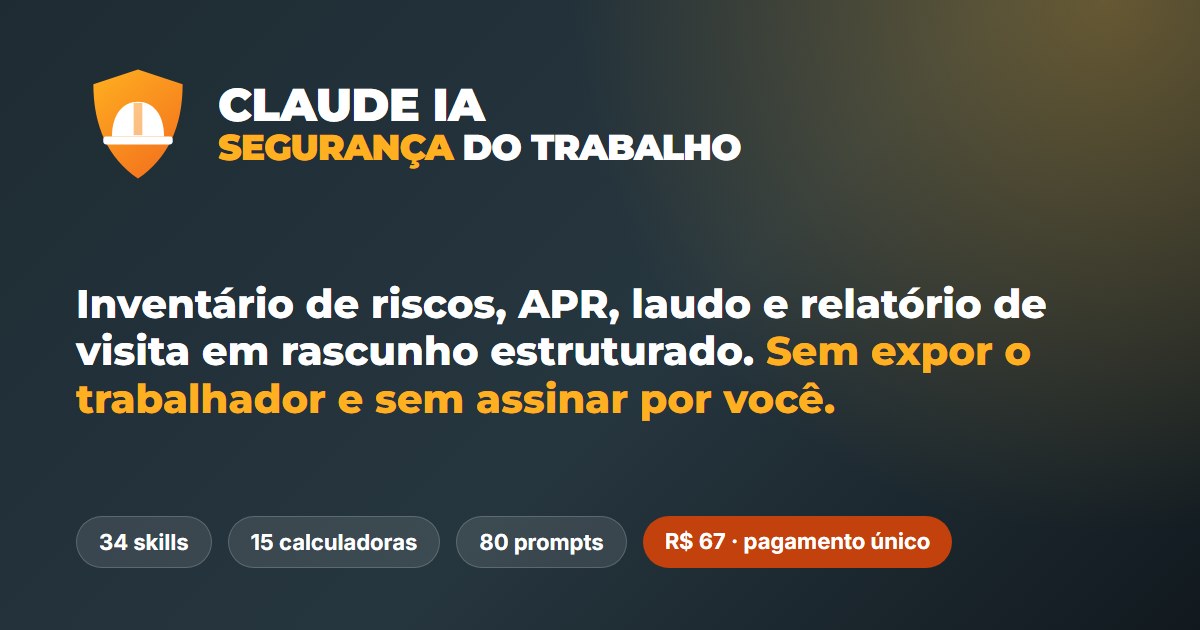 CLAUDE IA
SEGURANÇA DO TRABALHO
Inventário de riscos, APR, laudo e relatório de
visita em rascunho estruturado. Sem expor o
trabalhador e sem assinar por você.
34 skills
15 calculadoras
80 prompts
R$ 67 · pagamento único